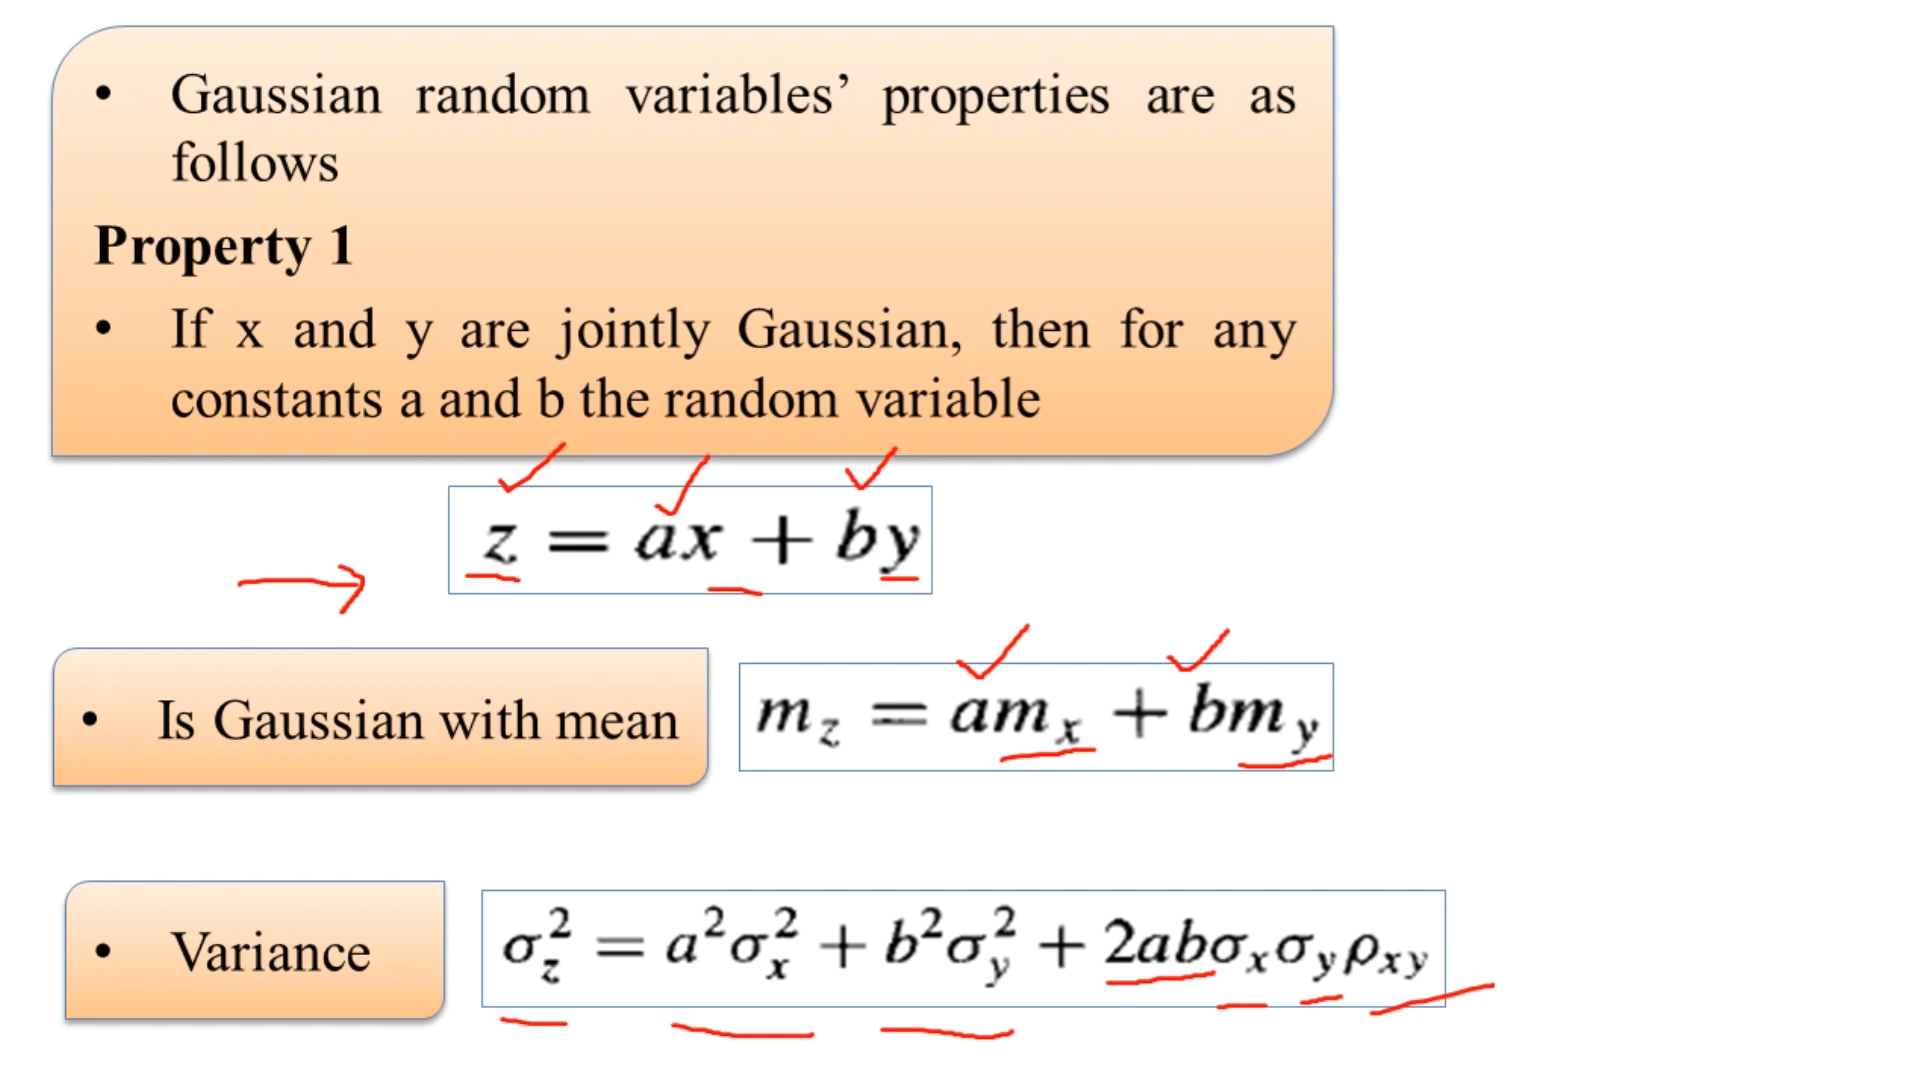 • Gaussian random variables’ properties are as
follows
Property 1
• If x and y are jointly Gaussian, then for any
constants a and b the random variable
z = ax + by
• Is Gaussian with mean
m_z = am_x + bm_y
• Variance
σ_z^2 = a^2σ_x^2 + b^2σ_y^2 + 2abσ_xσ_yρ_{xy}